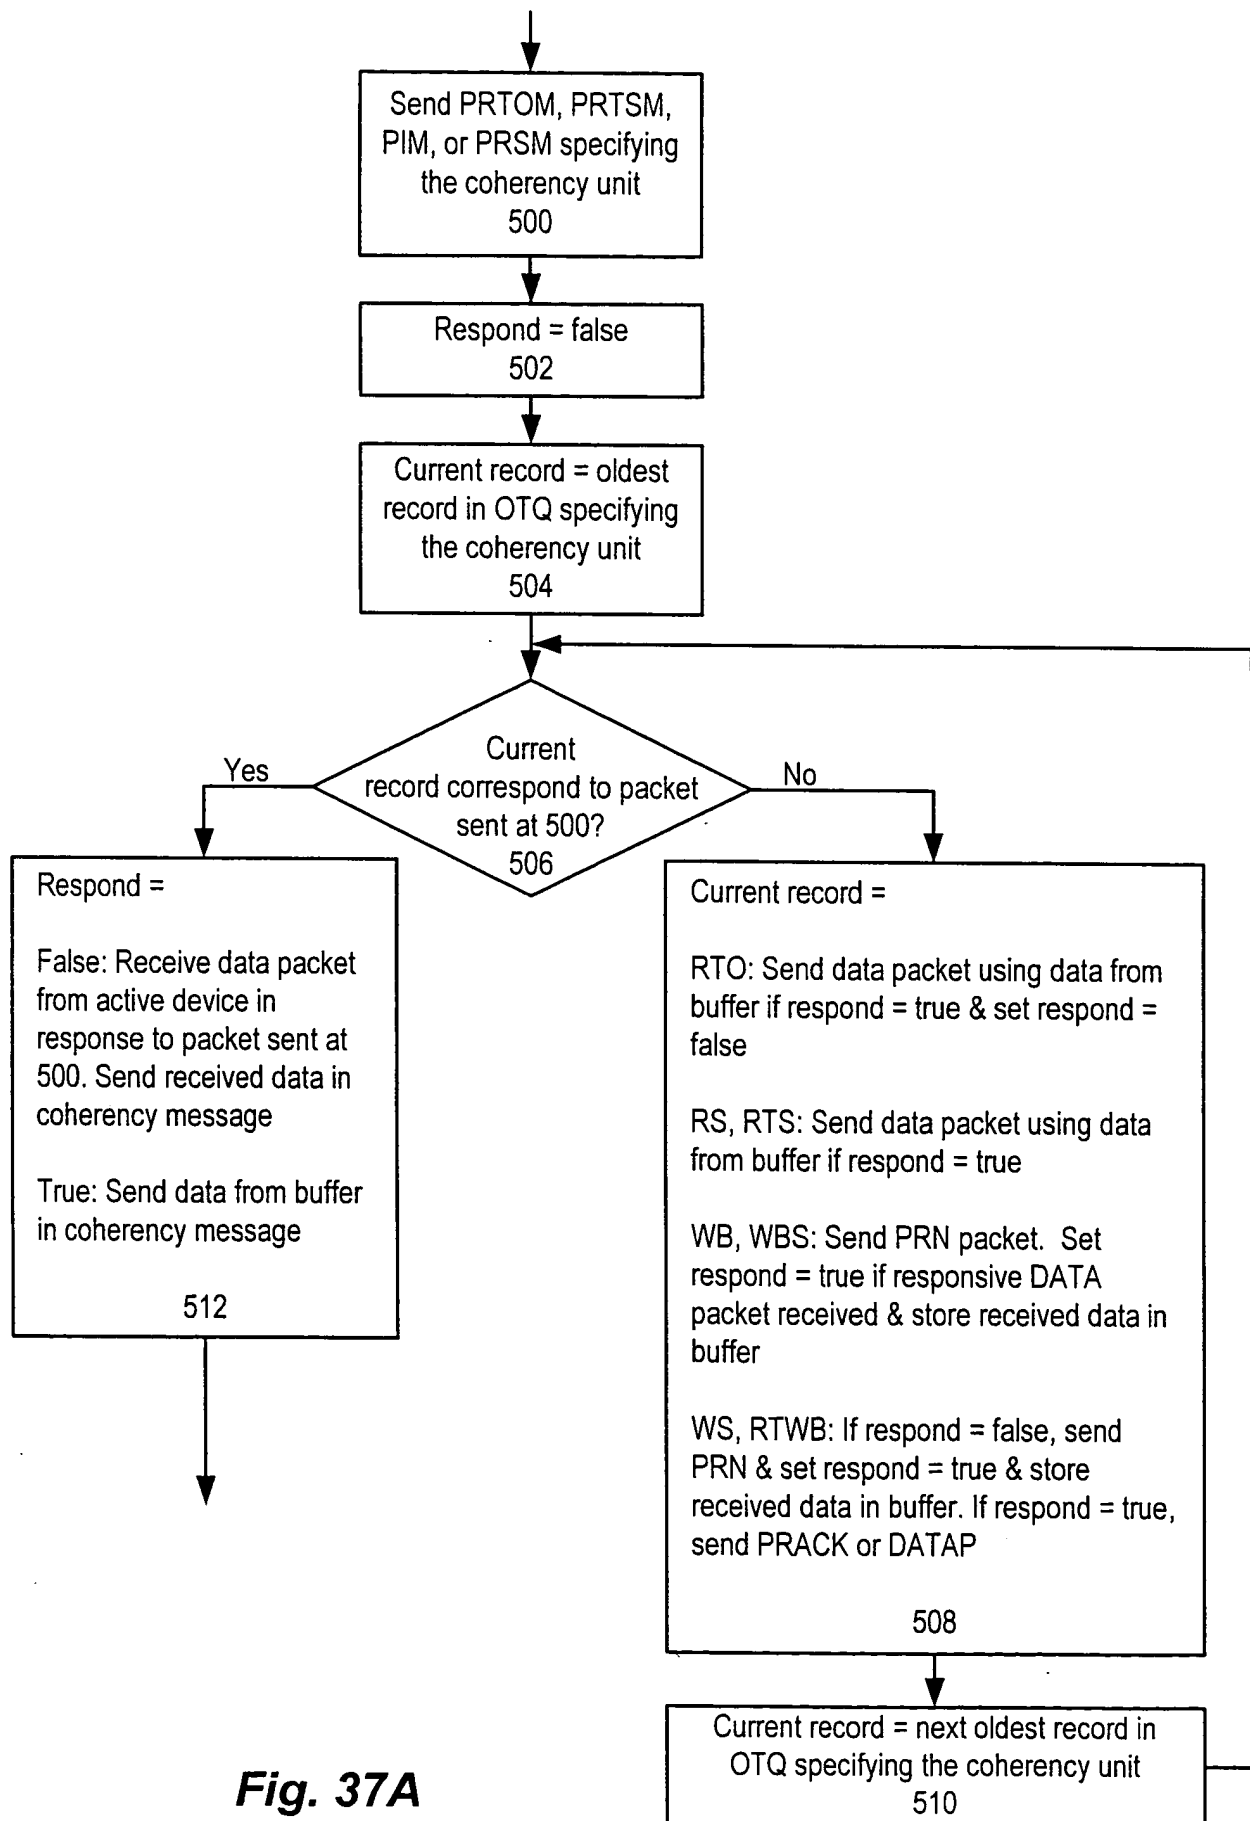 Send PRTOM, PRTSM,
PIM, or PRSM specifying
the coherency unit
500
Respond = false
502
Current record = oldest
record in OTQ specifying
the coherency unit
504
Current
record correspond to packet
sent at 500?
506
Yes
No
Respond =
False: Receive data packet
from active device in
response to packet sent at
500. Send received data in
coherency message
True: Send data from buffer
in coherency message
512
Current record =
RTO: Send data packet using data from
buffer if respond = true & set respond =
false
RS, RTS: Send data packet using data
from buffer if respond = true
WB, WBS: Send PRN packet.  Set
respond = true if responsive DATA
packet received & store received data in
buffer
WS, RTWB: If respond = false, send
PRN & set respond = true & store
received data in buffer. If respond = true,
send PRACK or DATAP
508
Current record = next oldest record in
OTQ specifying the coherency unit
510
Fig. 37A